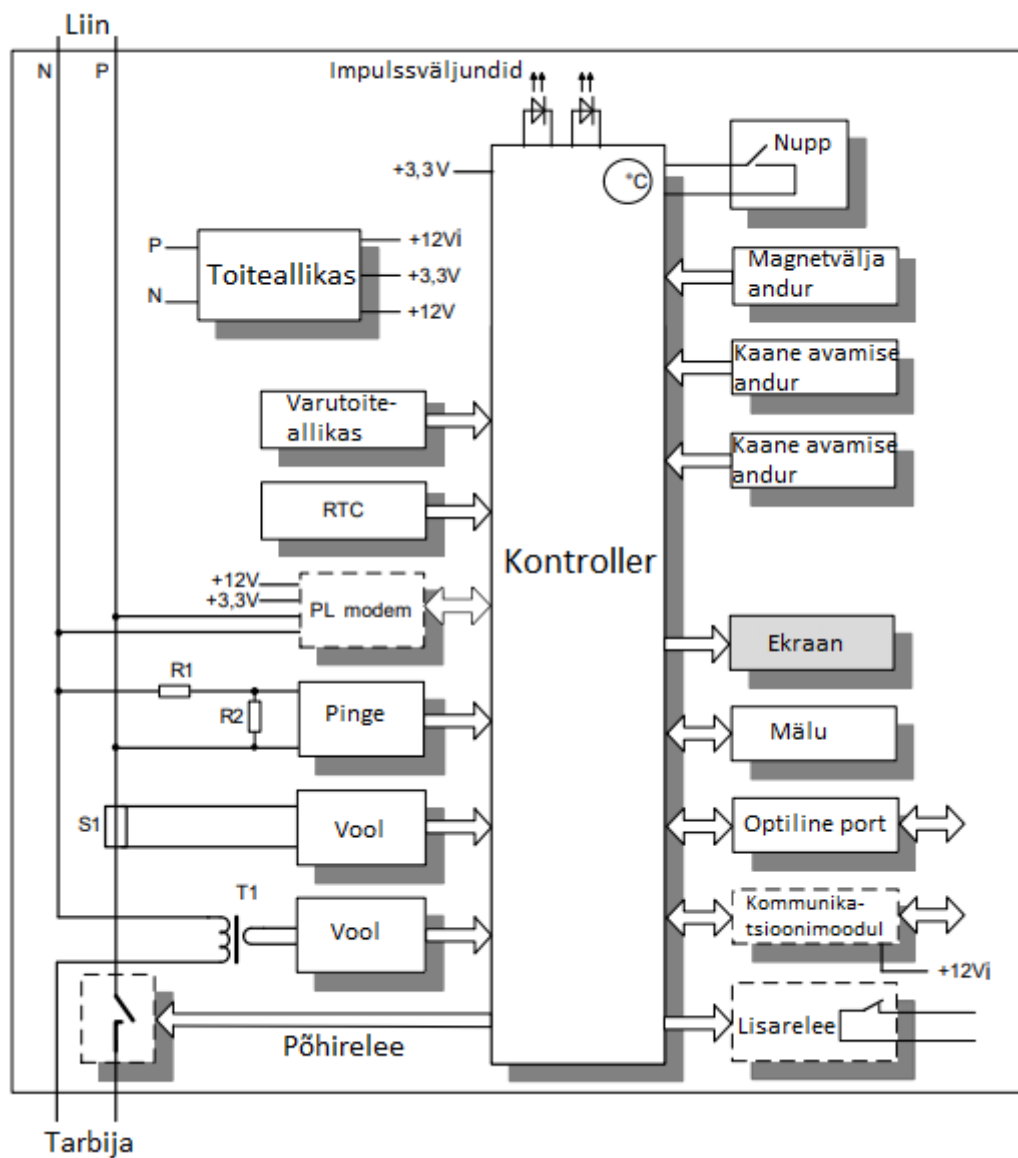 Liin
N
P
Impulssväljundid
+3,3V
°C
Nupp
P
N
Toiteallikas
+12Vi
+3,3V
+12V
Magnetvälja
andur
Kaane avamise
andur
Varutoite-
allikas
Kaane avamise
andur
RTC
Kontroller
+12V
+3,3V
PL modem
Ekraan
R1
R2
Pinge
Mälu
S1
Vool
Optiline port
T1
Vool
Kommunika-
tsioonimoodul
+12Vi
Põhirelee
Lisarelee
Tarbija